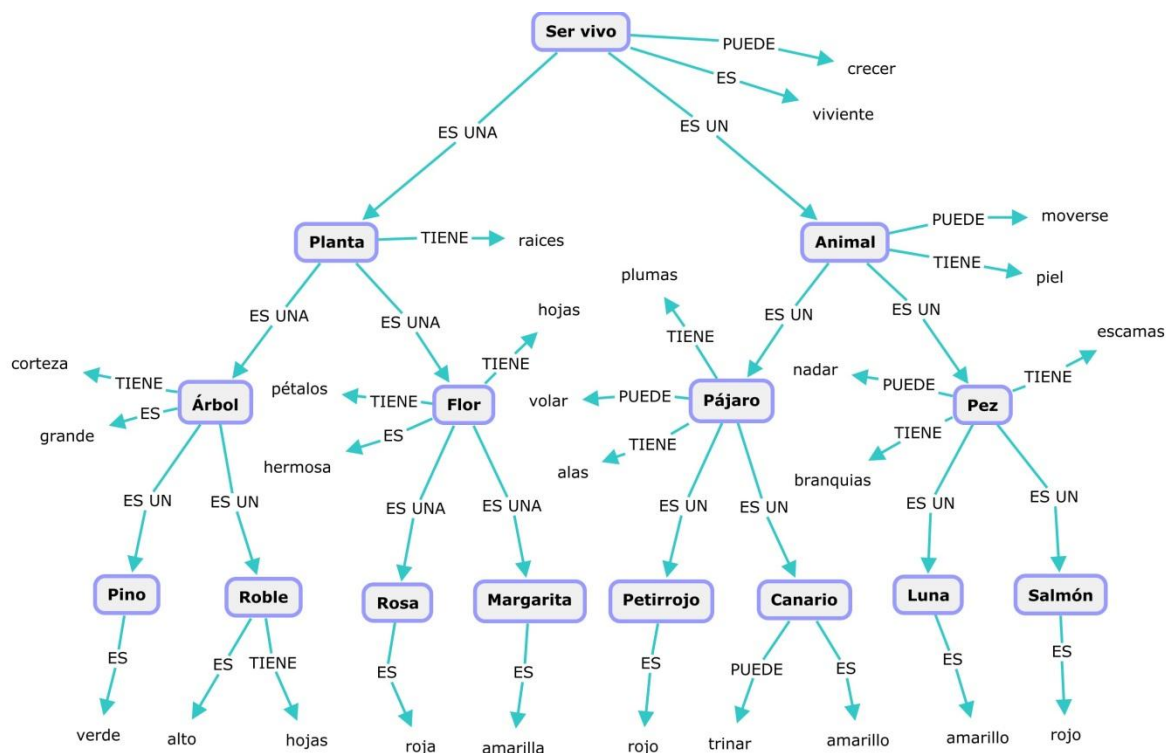 Ser vivo
PUEDE
crecer
ES
viviente
ES UNA
ES UN
Planta
TIENE
raices
Animal
PUEDE
moverse
TIENE
piel
ES UNA
ES UNA
ES UN
ES UN
plumas
TIENE
hojas
TIENE
escamas
TIENE
corteza
TIENE
ES
grande
Árbol
pétalos
TIENE
ES
hermosa
Flor
volar
PUEDE
TIENE
alas
Pájaro
nadar
PUEDE
TIENE
branquias
Pez
ES UN
ES UN
ES UNA
ES UNA
ES UN
ES UN
ES UN
ES UN
Pino
Roble
Rosa
Margarita
Petirrojo
Canario
Luna
Salmón
ES
ES
TIENE
ES
ES
ES
PUEDE
ES
ES
ES
verde
alto
hojas
roja
amarilla
rojo
trinar
amarillo
amarillo
rojo